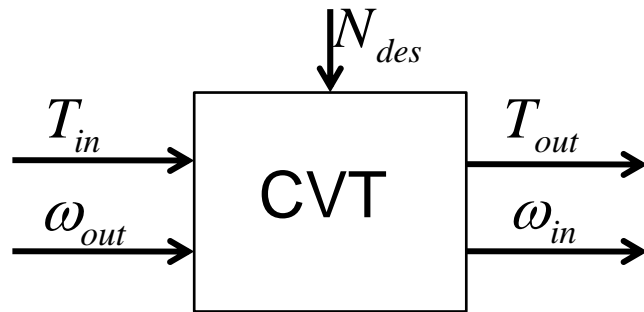 N_des
T_in
T_out
CVT
ω_out
ω_in